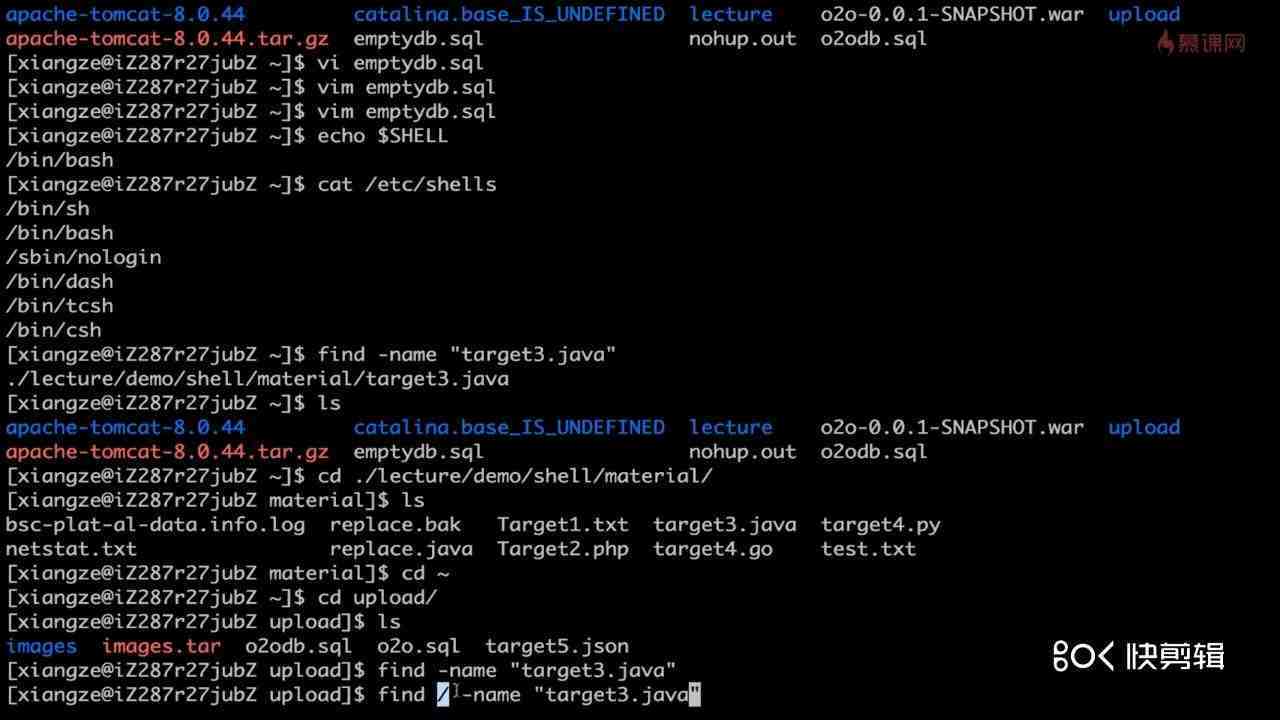 apache-tomcat-8.0.44 catalina.base_IS_UNDEFINED lecture o2o-0.0.1-SNAPSHOT.war upload
apache-tomcat-8.0.44.tar.gz emptydb.sql nohup.out o2odb.sql
慕课网
[xiangze@iZ287r27jubZ ~]$ vi emptydb.sql
[xiangze@iZ287r27jubZ ~]$ vim emptydb.sql
[xiangze@iZ287r27jubZ ~]$ vim emptydb.sql
[xiangze@iZ287r27jubZ ~]$ echo $SHELL
/bin/bash
[xiangze@iZ287r27jubZ ~]$ cat /etc/shells
/bin/sh
/bin/bash
/sbin/nologin
/bin/dash
/bin/tcsh
/bin/csh
[xiangze@iZ287r27jubZ ~]$ find -name "target3.java"
./lecture/demo/shell/material/target3.java
[xiangze@iZ287r27jubZ ~]$ ls
apache-tomcat-8.0.44 catalina.base_IS_UNDEFINED lecture o2o-0.0.1-SNAPSHOT.war upload
apache-tomcat-8.0.44.tar.gz emptydb.sql nohup.out o2odb.sql
[xiangze@iZ287r27jubZ ~]$ cd ./lecture/demo/shell/material/
[xiangze@iZ287r27jubZ material]$ ls
bsc-plat-al-data.info.log replace.bak Target1.txt target3.java target4.py
netstat.txt replace.java Target2.php target4.go test.txt
[xiangze@iZ287r27jubZ material]$ cd ~
[xiangze@iZ287r27jubZ ~]$ cd upload/
[xiangze@iZ287r27jubZ upload]$ ls
images images.tar o2odb.sql o2o.sql target5.json
[xiangze@iZ287r27jubZ upload]$ find -name "target3.java"
[xiangze@iZ287r27jubZ upload]$ find / -name "target3.java"
快剪辑